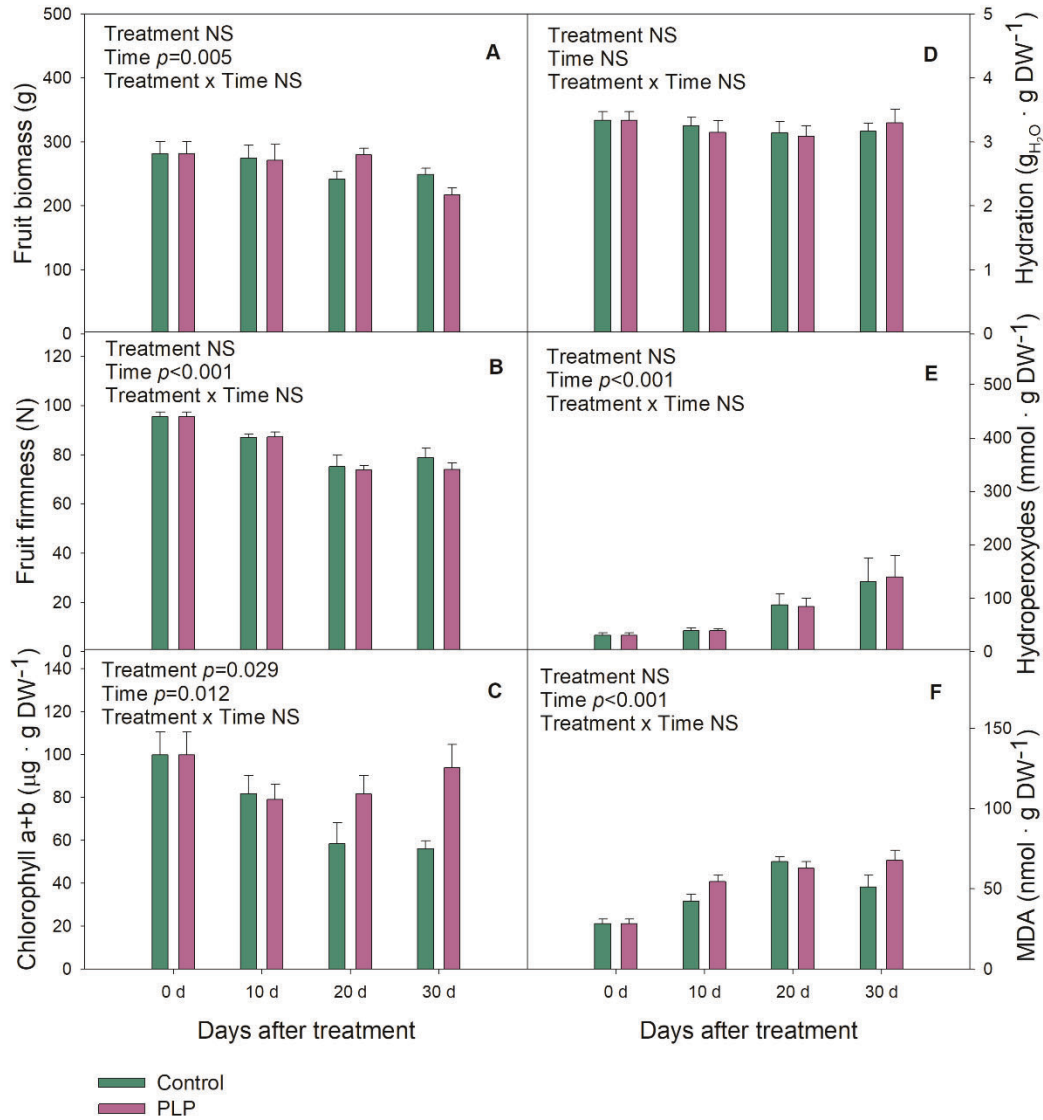 Fruit biomass (g)
500
400
300
200
100
0
Treatment NS
Time p=0.005
Treatment x Time NS
A
Treatment NS
Time NS
Treatment x Time NS
D
5
4
3
2
1
0
Hydration (gH₂O · g DW-1)
Fruit firmness (N)
120
100
80
60
40
20
0
Treatment NS
Time p<0.001
Treatment x Time NS
B
Treatment NS
Time p<0.001
Treatment x Time NS
E
500
400
300
200
100
0
Hydroperoxydes (mmol · g DW-1)
Chlorophyll a+b (µg · g DW-1)
140
120
100
80
60
40
20
0
Treatment p=0.029
Time p=0.012
Treatment x Time NS
C
Treatment NS
Time p<0.001
Treatment x Time NS
F
150
100
50
0
MDA (nmol · g DW-1)
0 d 10 d 20 d 30 d
0 d 10 d 20 d 30 d
Days after treatment
Days after treatment
Control
PLP